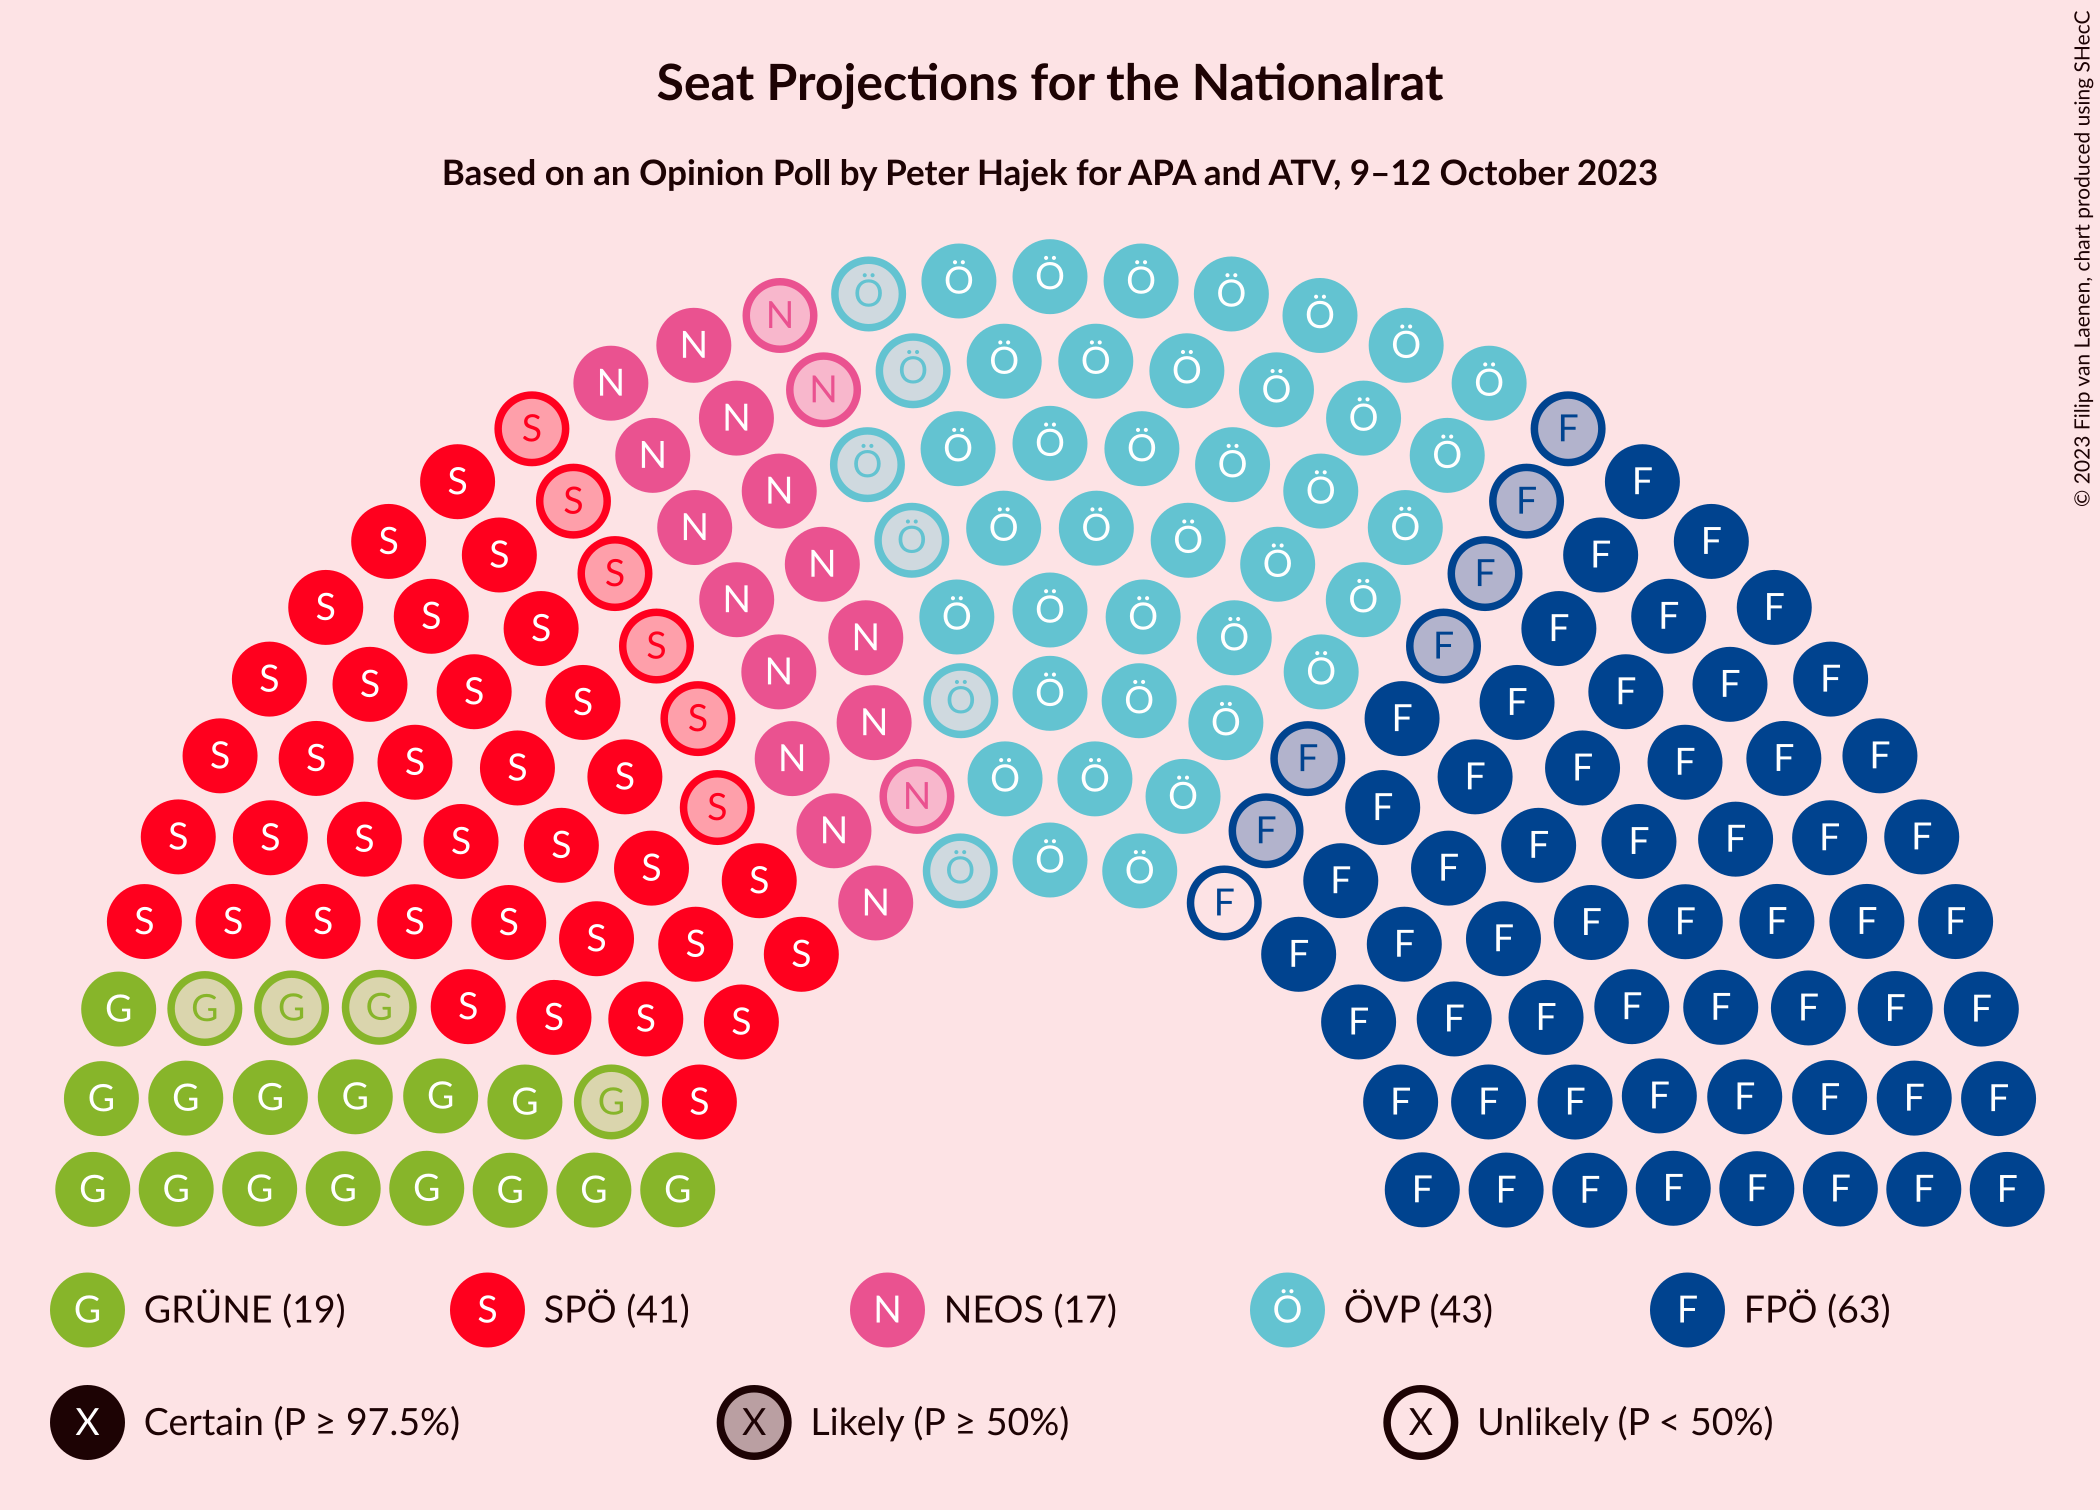 © 2023 Filip van Laenen, chart produced using SHecC
Seat Projections for the Nationalrat
Based on an Opinion Poll by Peter Hajek for APA and ATV, 9–12 October 2023
Ö Ö Ö Ö Ö
N Ö
N Ö
N N Ö Ö Ö Ö Ö Ö
S N Ö F
N Ö Ö Ö Ö Ö Ö
S S N Ö F F
S S N Ö Ö Ö Ö Ö F F
S N Ö F
S S S N N Ö Ö Ö Ö Ö F F F
S F
S S S S N Ö Ö Ö Ö F F F F
S N Ö F
S S S S S N Ö Ö F F F F F F
S N Ö F
S S S S S N F F F F F F
S S Ö Ö Ö F F
N F
S S S S S S S S F F F F F F F F
G G G G S S S S F F F F F F F F
G G G G G G G S F F F F F F F F
G G G G G G G G F F F F F F F F
G GRÜNE (19) S SPÖ (41) N NEOS (17) Ö ÖVP (43) F FPÖ (63)
X Certain (P ≥ 97.5%) X Likely (P ≥ 50%) X Unlikely (P < 50%)